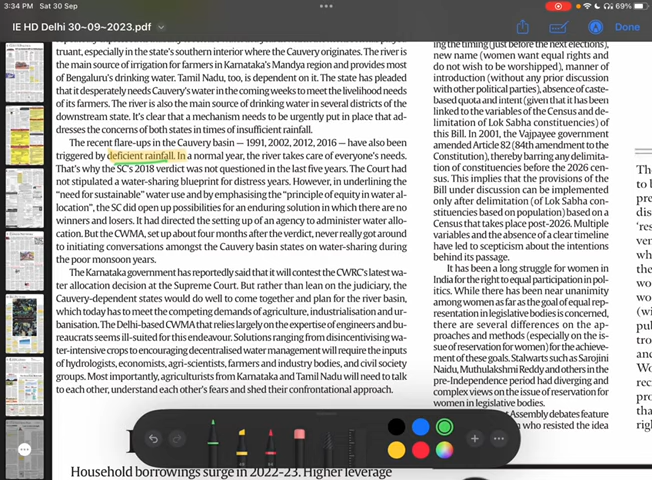 3:34 PM Sat 30 Sep
69%
IE HD Delhi 30~09~2023.pdf
Done
truant, especially in the state's southern interior where the Cauvery originates. The river is
the main source of irrigation for farmers in Karnataka's Mandya region and provides most
of Bengaluru's drinking water. Tamil Nadu, too, is dependent on it. The state has pleaded
that it desperately needs Cauvery's water in the coming weeks to meet the livelihood needs
of its farmers. The river is also the main source of drinking water in several districts of the
downstream state. It's clear that a mechanism needs to be urgently put in place that ad-
dresses the concerns of both states in times of insufficient rainfall.
The recent flare-ups in the Cauvery basin — 1991, 2002, 2012, 2016 — have also been
triggered by deficient rainfall. In a normal year, the river takes care of everyone's needs.
That's why the SC's 2018 verdict was not questioned in the last five years. The Court had
not stipulated a water-sharing blueprint for distress years. However, in underlining the
"need for sustainable" water use and by emphasising the "principle of equity in water al-
location", the SC did open up possibilities for an enduring solution in which there are no
winners and losers. It had directed the setting up of an agency to administer water allo-
cation. But the CWMA, set up about four months after the verdict, never really got around
to initiating conversations amongst the Cauvery basin states on water-sharing during
the poor monsoon years.
The Karnataka government has reportedly said that it will contest the CWRC's latest wa-
ter allocation decision at the Supreme Court. But rather than lean on the judiciary, the
Cauvery-dependent states would do well to come together and plan for the river basin,
which today has to meet the competing demands of agriculture, industrialisation and ur-
banisation. The Delhi-based CWMA that relies largely on the expertise of engineers and bu-
reaucrats seems ill-suited for this endeavour. Solutions ranging from disincentivising wa-
ter-intensive crops to encouraging decentralised water management will require the inputs
of hydrologists, economists, agri-scientists, farmers and industry bodies, and civil society
groups. Most importantly, agriculturists from Karnataka and Tamil Nadu will need to talk
to each other, understand each other's fears and shed their confrontational approach.
Household borrowings surge in 2022-23. Higher leverage
ing the timing (just before the next elections),
new name (women want equal rights and
do not wish to be worshipped), manner of
introduction (without any prior discussion
with other political parties), absence of caste-
based quota and intent (given that it has been
linked to the variables of the Census and de-
limitation of Lok Sabha constituencies) of
this Bill. In 2001, the Vajpayee government
amended Article 82 (84th amendment to the
Constitution), thereby barring any delimita-
tion of constituencies before the 2026 cen-
sus. This implies that the provisions of the
Bill under discussion can be implemented
only after delimitation (of Lok Sabha con-
stituencies based on population) based on a
Census that takes place post-2026. Multiple
variables and the absence of a clear timeline
have led to scepticism about the intentions
behind its passage.
It has been a long struggle for women in
India for the right to equal participation in pol-
itics. While there has been near unanimity
among women as far as the goal of equal rep-
resentation in legislative bodies is concerned,
there are several differences on the ap-
proaches and methods (especially on the is-
sue of reservation for women) for the achieve-
ment of these goals. Stalwarts such as Sarojini
Naidu, Muthulakshmi Reddy and others in the
pre-Independence period had diverging and
complex views on the issue of reservation for
women in legislative bodies.
Assembly debates feature
who resisted the idea